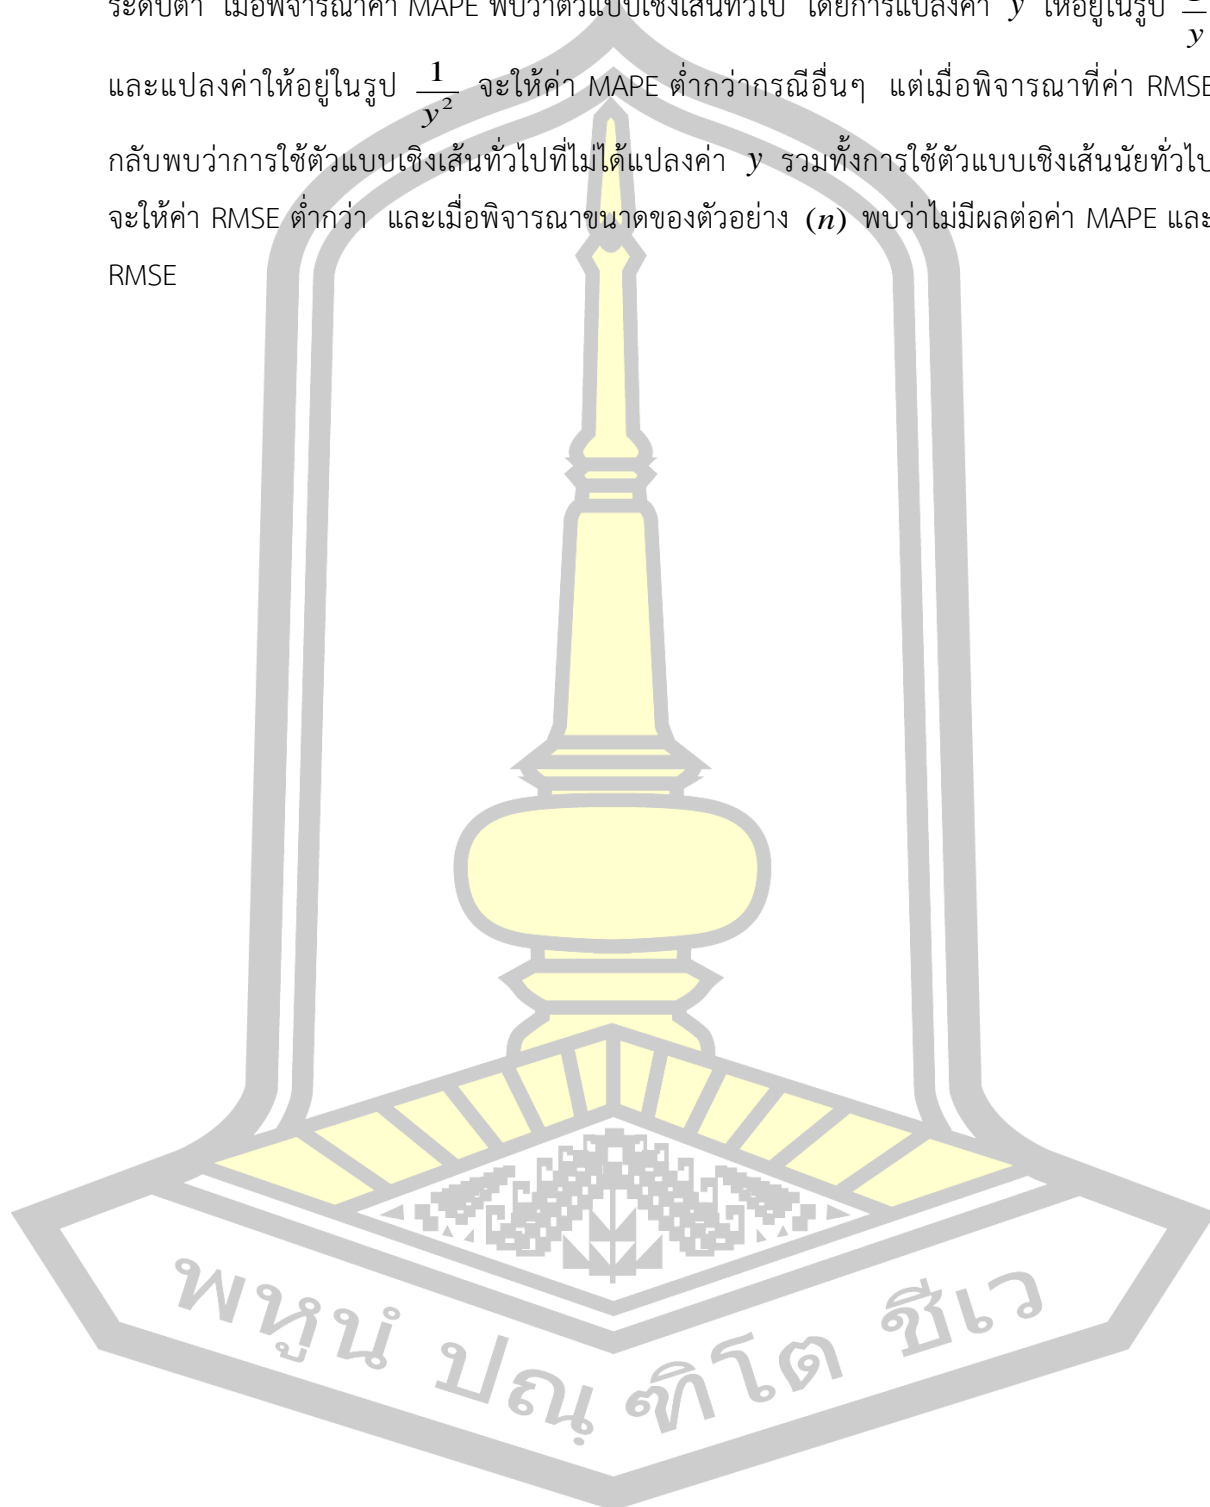 ระดับต่ำ เมื่อพิจารณาค่า MAPE พบว่าตัวแบบเชิงเส้นทั่วไป โดยการแปลงค่า y ให้อยู่ในรูป 1/y
และแปลงค่าให้อยู่ในรูป 1/y² จะให้ค่า MAPE ต่ำกว่ากรณีอื่นๆ แต่เมื่อพิจารณาที่ค่า RMSE
กลับพบว่าการใช้ตัวแบบเชิงเส้นทั่วไปที่ไม่ได้แปลงค่า y รวมทั้งการใช้ตัวแบบเชิงเส้นนัยทั่วไป
จะให้ค่า RMSE ต่ำกว่า และเมื่อพิจารณาขนาดของตัวอย่าง (n) พบว่าไม่มีผลต่อค่า MAPE และ
RMSE
พหูนํ ปณฺฑิโต ชีเว